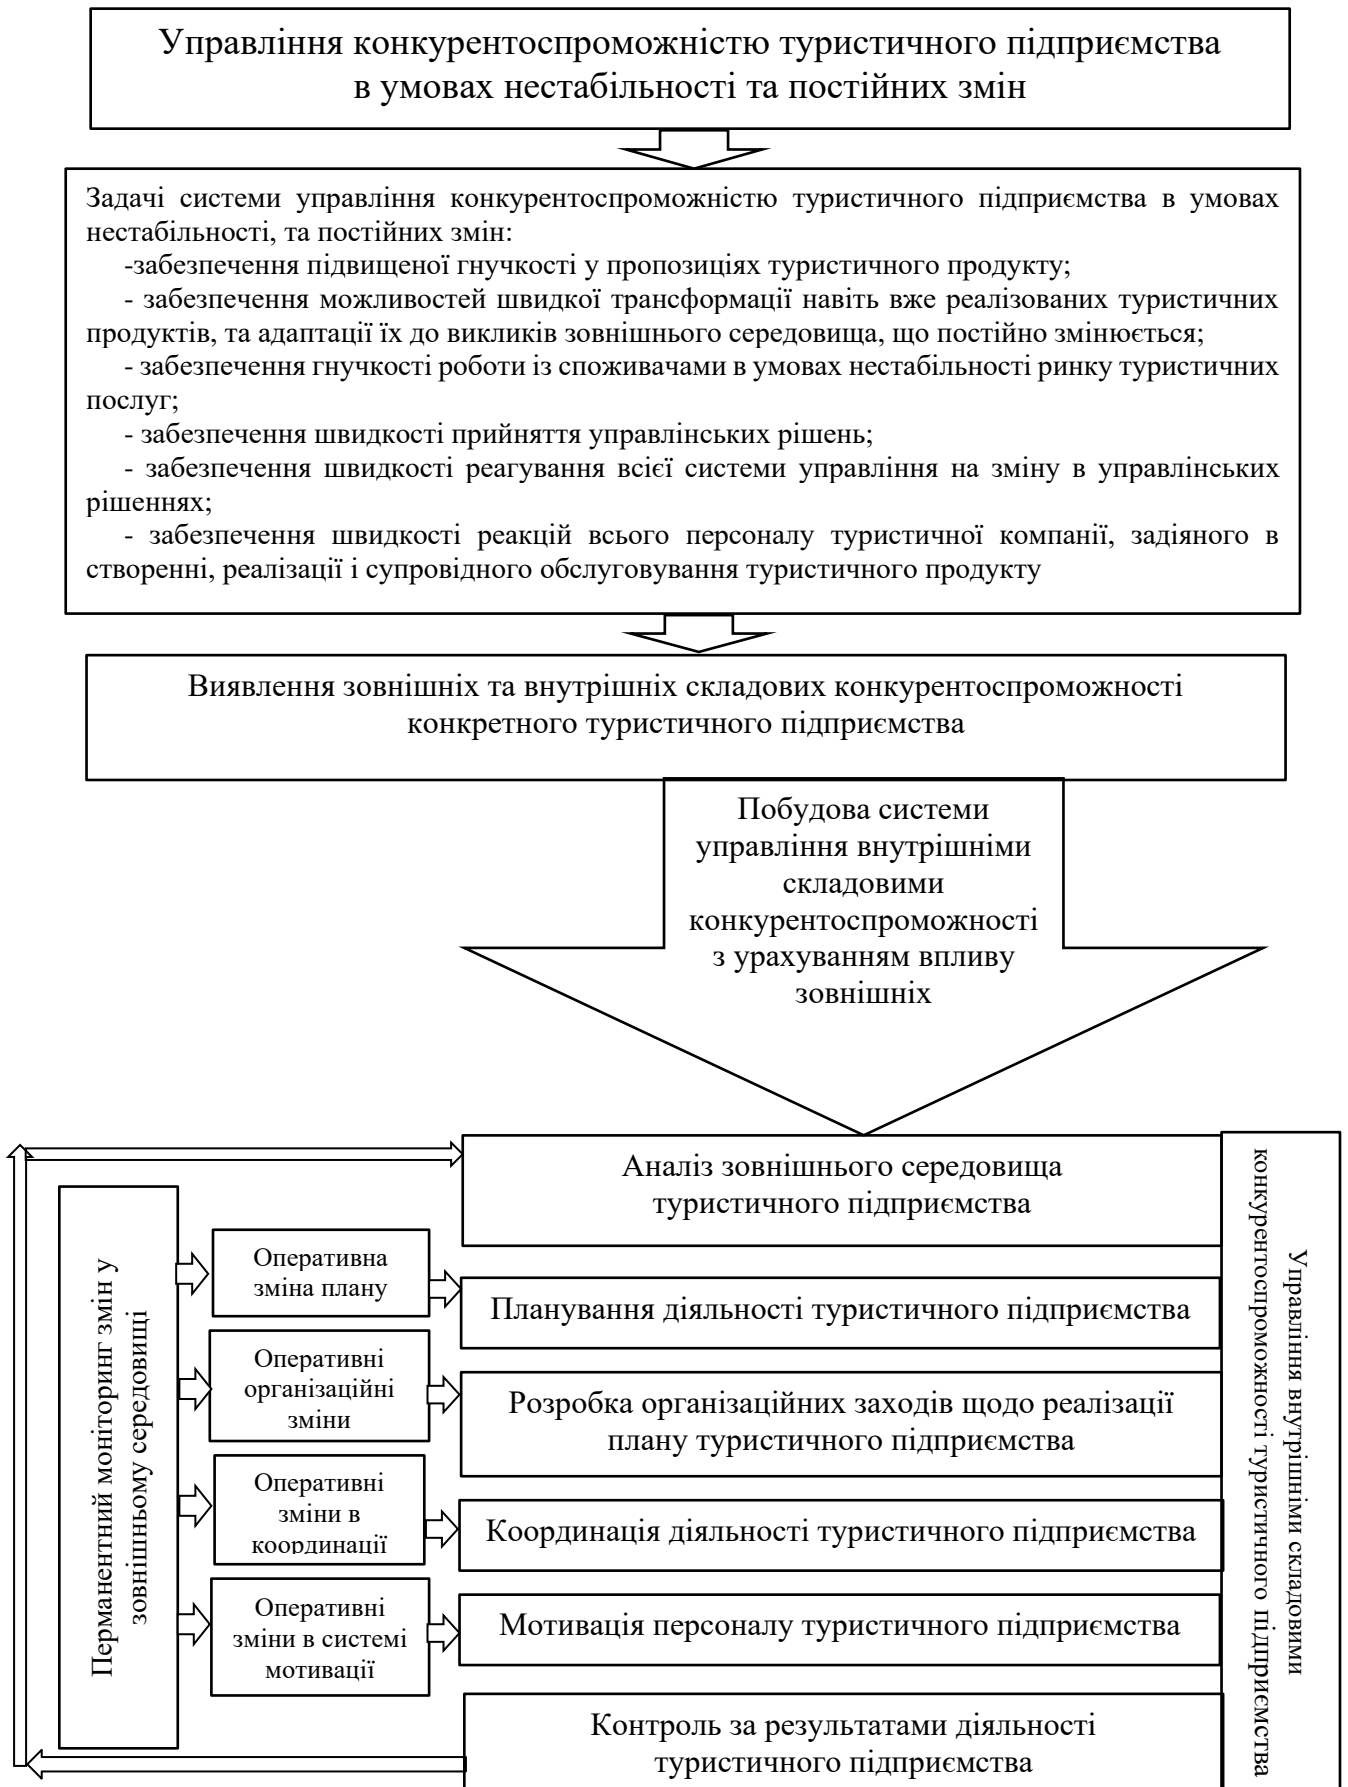 Управління конкурентоспроможністю туристичного підприємства
в умовах нестабільності та постійних змін
Задачі системи управління конкурентоспроможністю туристичного підприємства в умовах
нестабільності, та постійних змін:
-забезпечення підвищеної гнучкості у пропозиціях туристичного продукту;
- забезпечення можливостей швидкої трансформації навіть вже реалізованих туристичних
продуктів, та адаптації їх до викликів зовнішнього середовища, що постійно змінюється;
- забезпечення гнучкості роботи із споживачами в умовах нестабільності ринку туристичних
послуг;
- забезпечення швидкості прийняття управлінських рішень;
- забезпечення швидкості реагування всієї системи управління на зміну в управлінських
рішеннях;
- забезпечення швидкості реакцій всього персоналу туристичної компанії, задіяного в
створенні, реалізації і супровідного обслуговування туристичного продукту
Виявлення зовнішніх та внутрішніх складових конкурентоспроможності
конкретного туристичного підприємства
Побудова системи
управління внутрішніми
складовими
конкурентоспроможності
з урахуванням впливу
зовнішніх
Аналіз зовнішнього середовища
туристичного підприємства
Перманентний моніторинг змін у
зовнішньому середовищі
Оперативна
зміна плану
Планування діяльності туристичного підприємства
Оперативні
організаційні
зміни
Розробка організаційних заходів щодо реалізації
плану туристичного підприємства
Оперативні
зміни в
координації
Координація діяльності туристичного підприємства
Оперативні
зміни в системі
мотивації
Мотивація персоналу туристичного підприємства
Контроль за результатами діяльності
туристичного підприємства
Управління внутрішніми складовими
конкурентоспроможності туристичного підприємства